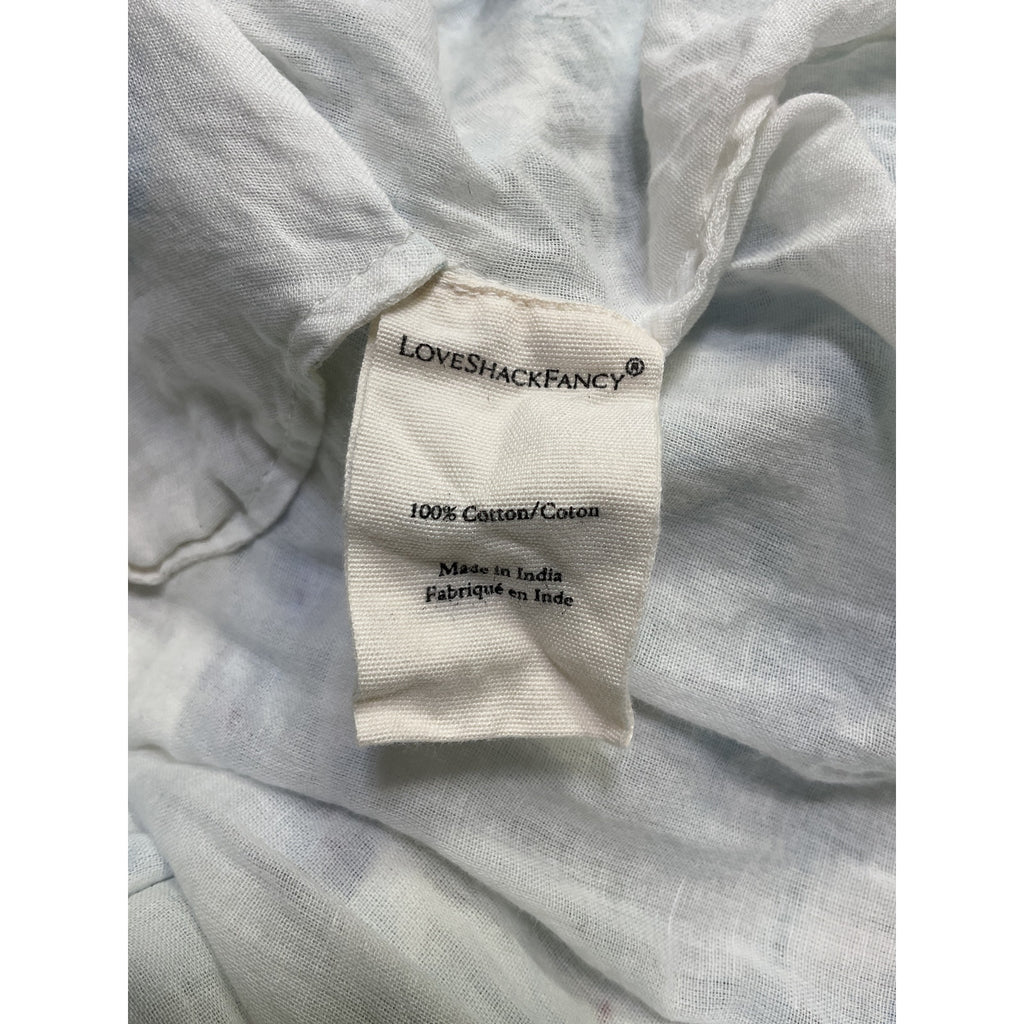 LOVESHACKFANCY®
100% Cotton/Coton
Made in India
Fabriqué en Inde